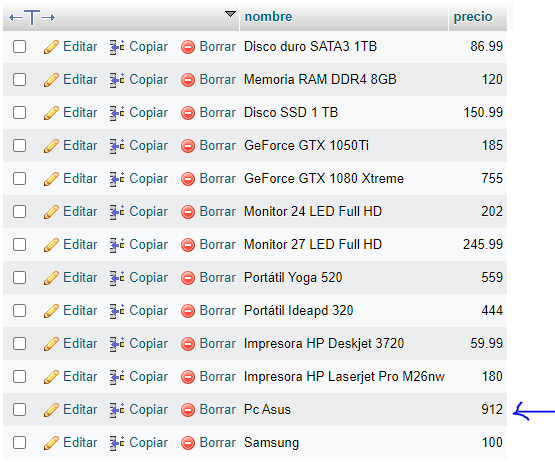 nombre precio
Editar Copiar Borrar Disco duro SATA3 1TB 86.99
Editar Copiar Borrar Memoria RAM DDR4 8GB 120
Editar Copiar Borrar Disco SSD 1 TB 150.99
Editar Copiar Borrar GeForce GTX 1050Ti 185
Editar Copiar Borrar GeForce GTX 1080 Xtreme 755
Editar Copiar Borrar Monitor 24 LED Full HD 202
Editar Copiar Borrar Monitor 27 LED Full HD 245.99
Editar Copiar Borrar Portátil Yoga 520 559
Editar Copiar Borrar Portátil Ideapd 320 444
Editar Copiar Borrar Impresora HP Deskjet 3720 59.99
Editar Copiar Borrar Impresora HP Laserjet Pro M26nw 180
Editar Copiar Borrar Pc Asus 912
Editar Copiar Borrar Samsung 100